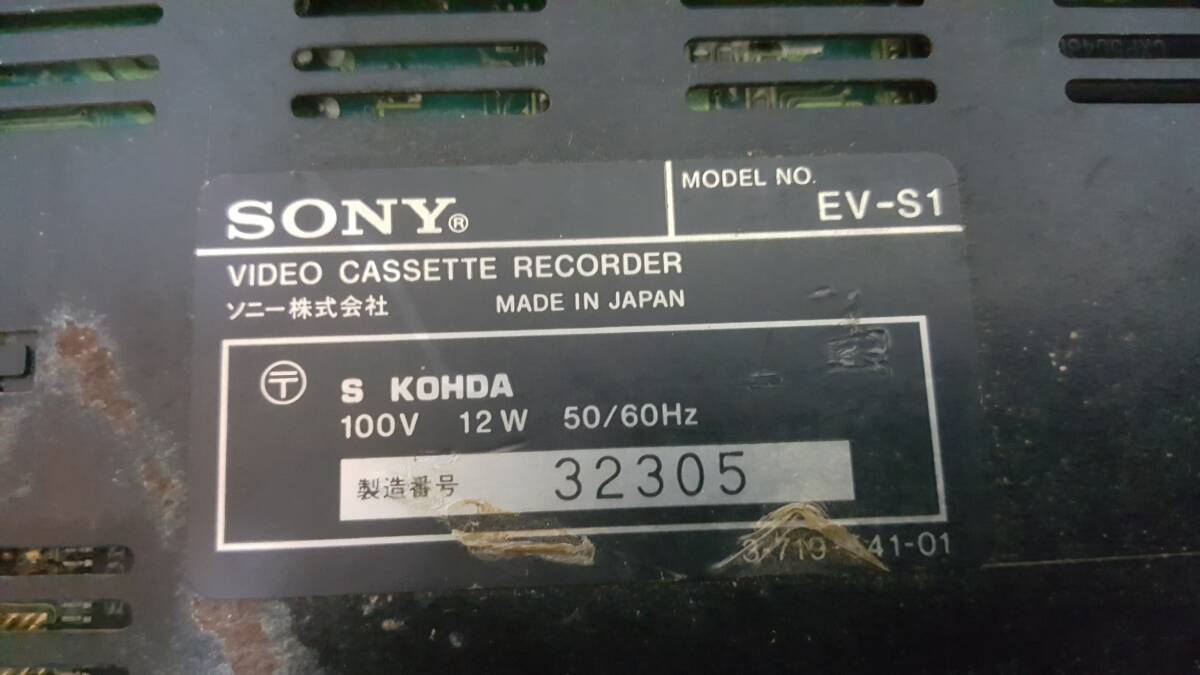 SONY®
MODEL NO.
EV-S1
VIDEO CASSETTE RECORDER
ソニー株式会社
MADE IN JAPAN
〒 S KOHDA
100V 12W 50/60Hz
製造番号 32305